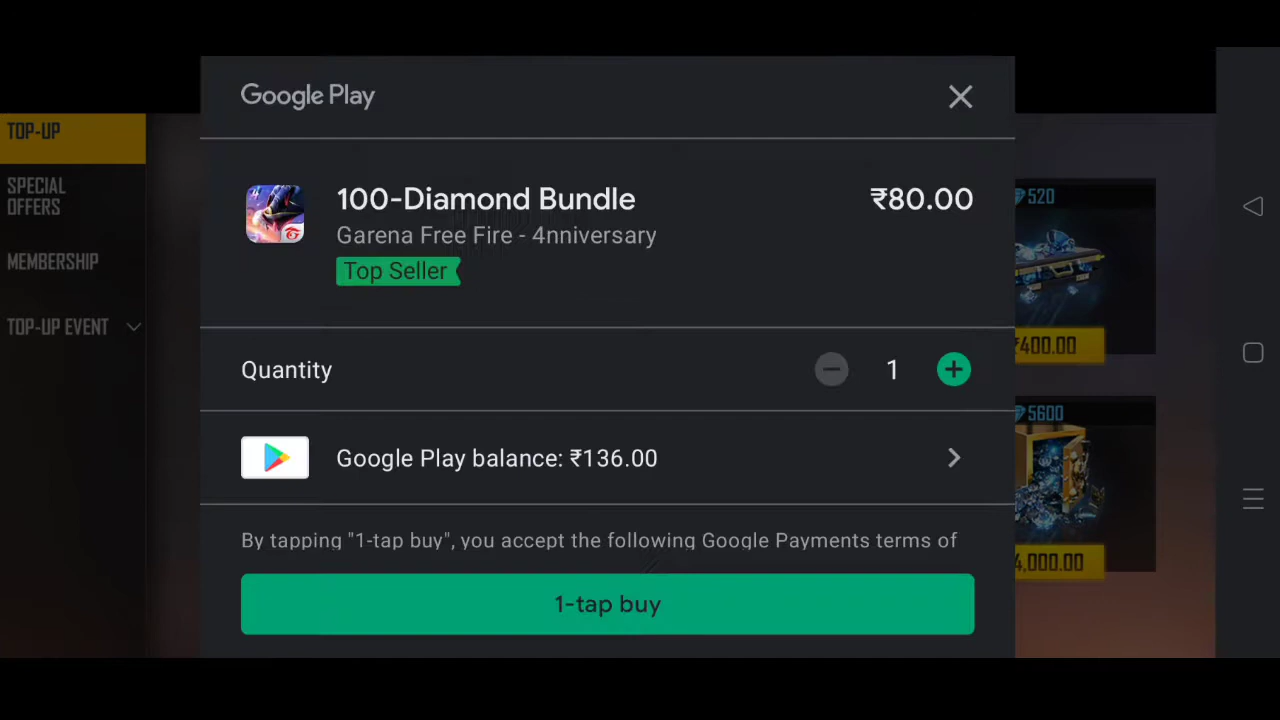 Google Play
TOP-UP
SPECIAL
OFFERS
MEMBERSHIP
TOP-UP EVENT
100-Diamond Bundle
₹80.00
Garena Free Fire - 4nniversary
Top Seller
Quantity
1
Google Play balance: ₹136.00
By tapping "1-tap buy", you accept the following Google Payments terms of
1-tap buy
520
₹400.00
5600
4,000.00